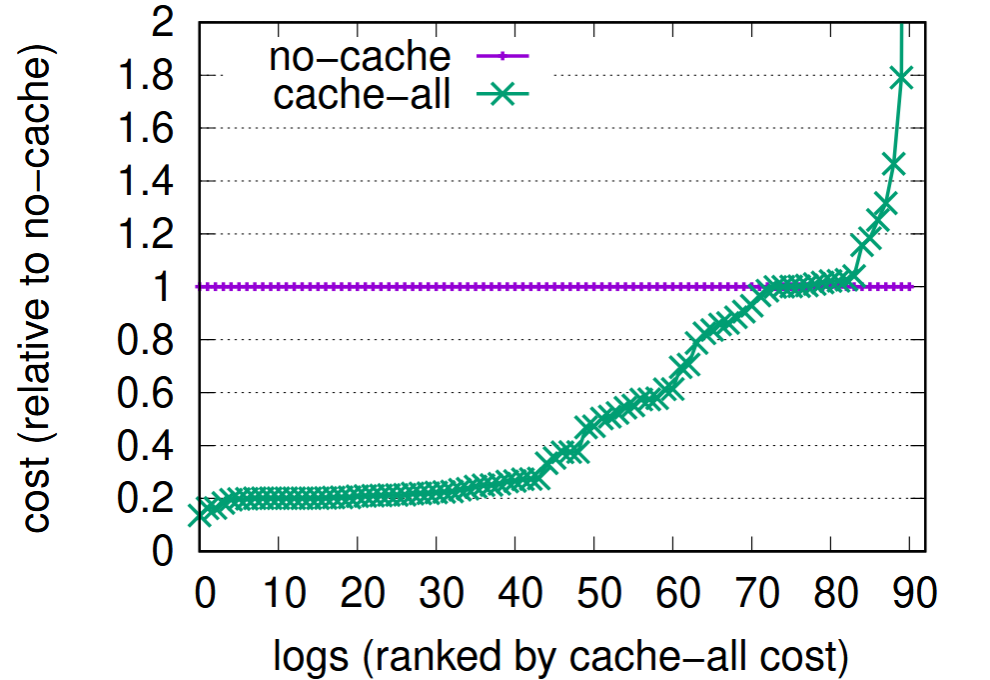 cost (relative to no−cache)
2
1.8
1.6
1.4
1.2
1
0.8
0.6
0.4
0.2
0
no−cache
cache−all
0 10 20 30 40 50 60 70 80 90
logs (ranked by cache−all cost)